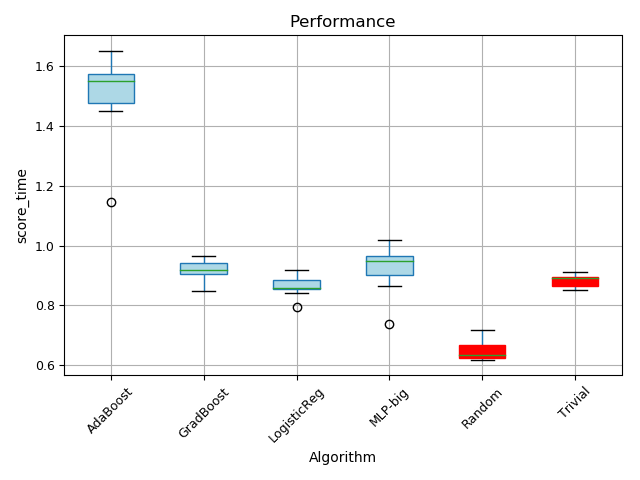 Performance
score_time
1.6
1.4
1.2
1.0
0.8
0.6
AdaBoost
GradBoost
LogisticReg
MLP-big
Random
Trivial
Algorithm